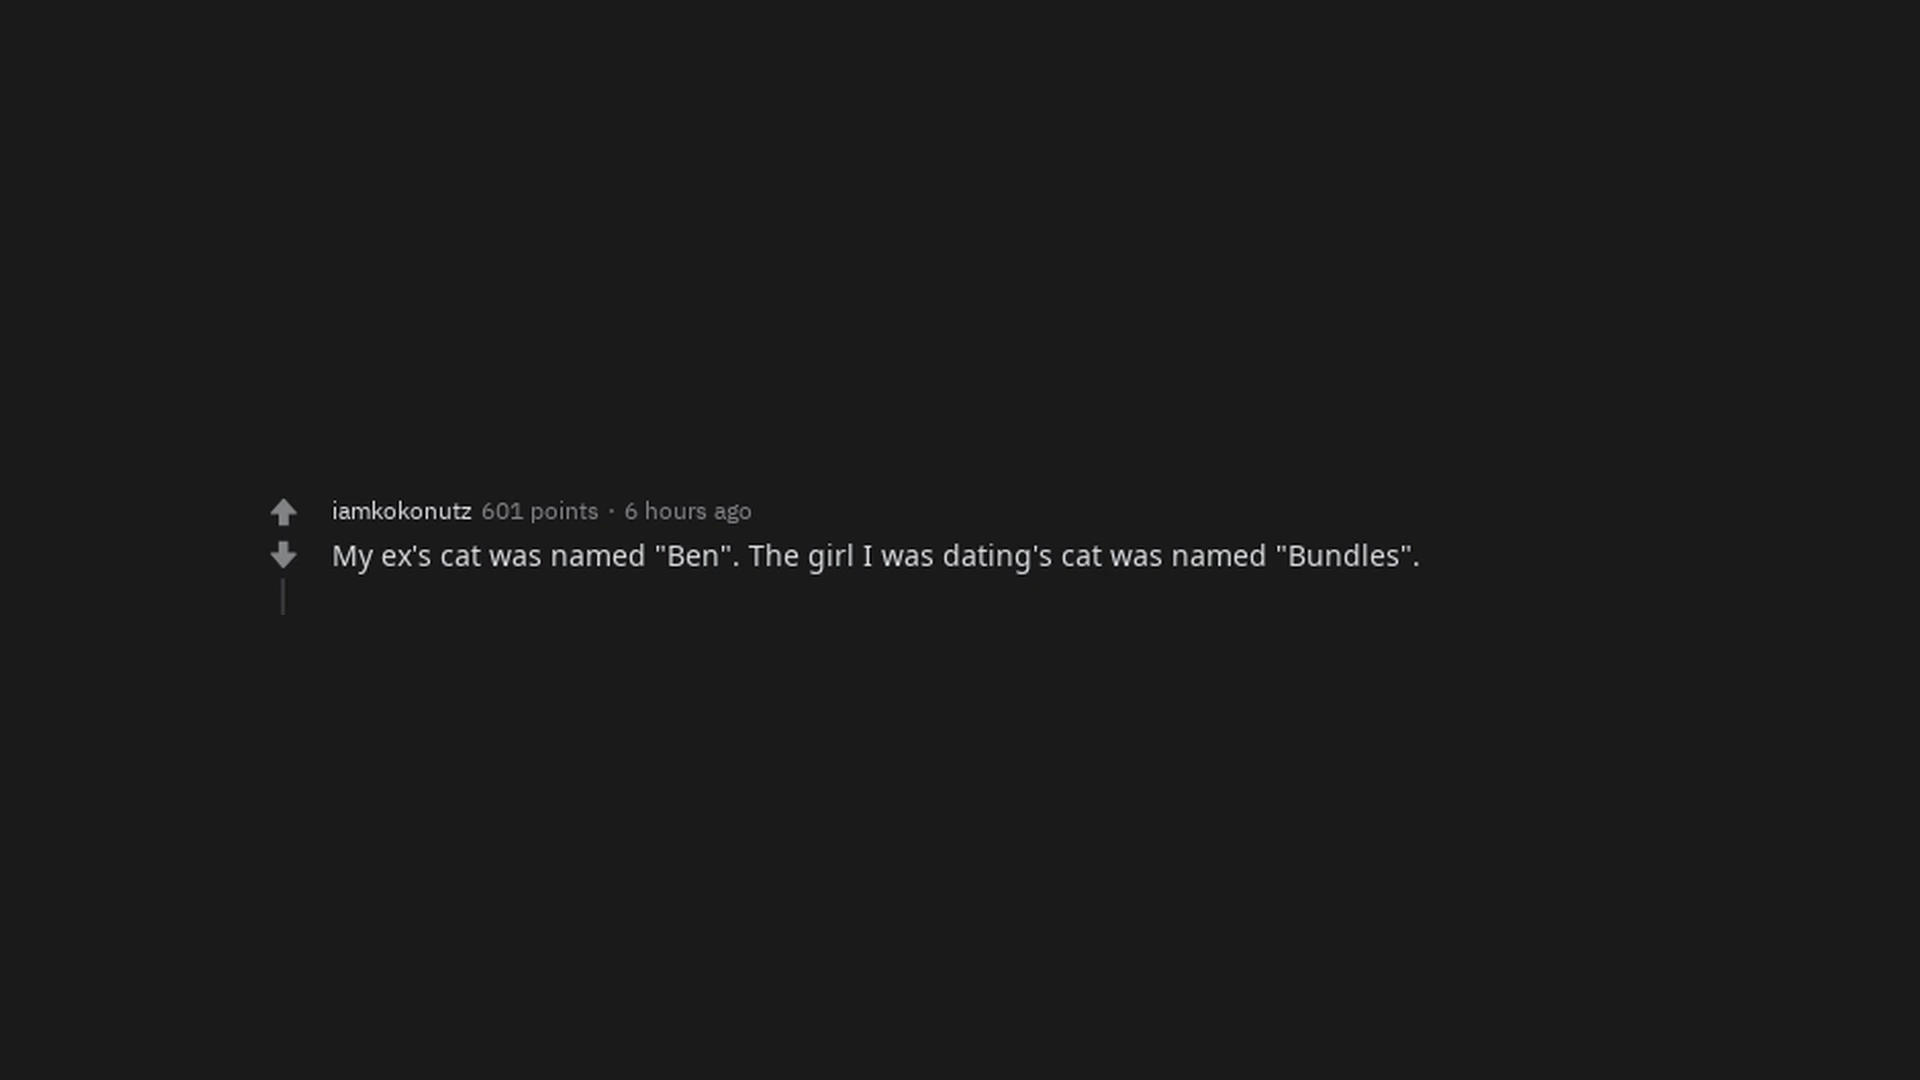 iamkokonutz 601 points · 6 hours ago
My ex's cat was named "Ben". The girl I was dating's cat was named "Bundles".